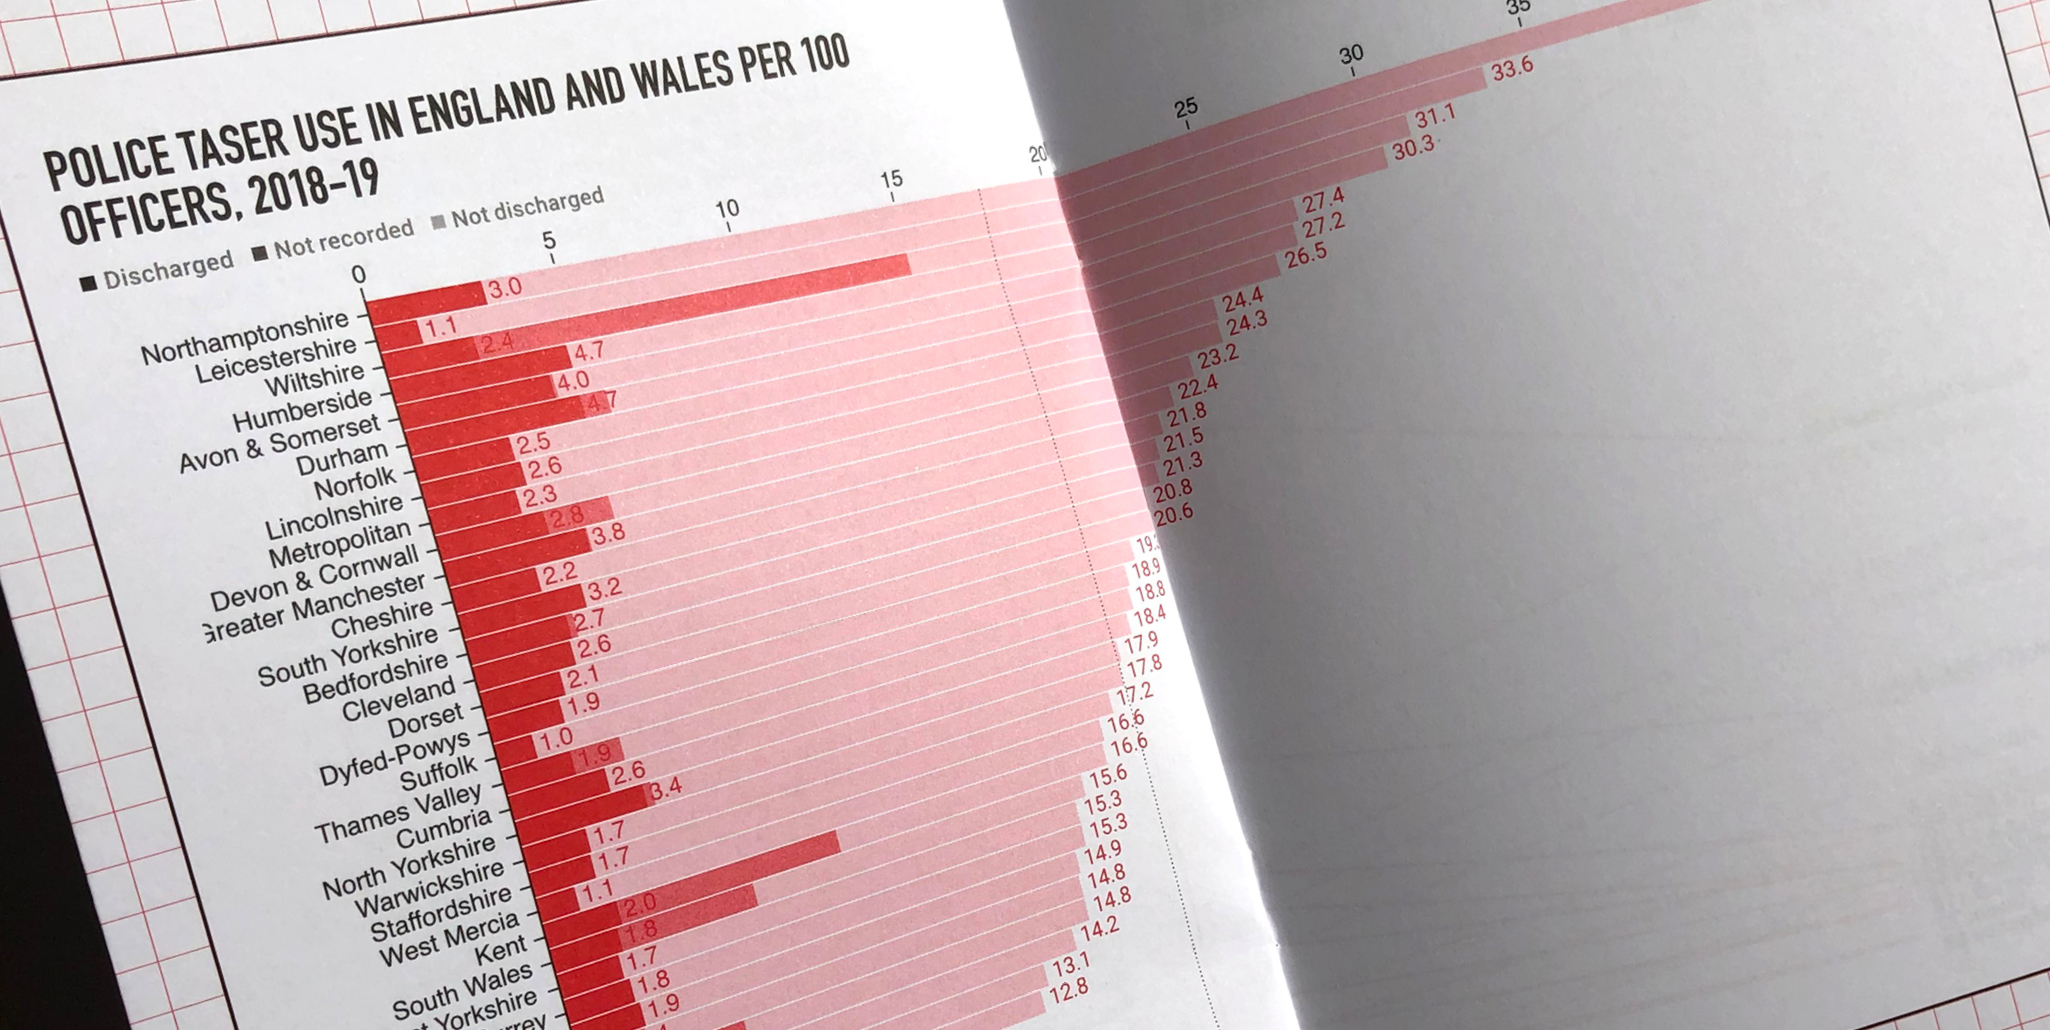 POLICE TASER USE IN ENGLAND AND WALES PER 100
OFFICERS, 2018-19
Discharged Not recorded Not discharged
0 5 10 15 20 25 30 35
Northamptonshire 3.0
Leicestershire 1.1 33.6
Wiltshire 2.4 31.1
Humberside 4.7 30.3
Avon & Somerset 4.0 27.4
Durham 4.7 27.2
Norfolk 2.5 26.5
Lincolnshire 2.6 24.4
Metropolitan 2.3 24.3
Devon & Cornwall 2.8 23.2
Greater Manchester 3.8 22.4
Cheshire 2.2 21.8
South Yorkshire 3.2 21.5
Bedfordshire 2.7 21.3
Cleveland 2.6 20.8
Dorset 2.1 20.6
Dyfed-Powys 1.9
Suffolk 1.0 18.9
Thames Valley 1.9 18.8
Cumbria 2.6 18.4
North Yorkshire 3.4 17.9
Warwickshire 1.7 17.8
Staffordshire 1.7 17.2
West Mercia 1.1 16.6
Kent 2.0 16.6
South Wales 1.8 15.6
Yorkshire 1.7 15.3
1.8 15.3
1.9 14.9
14.8
14.8
14.2
13.1
12.8